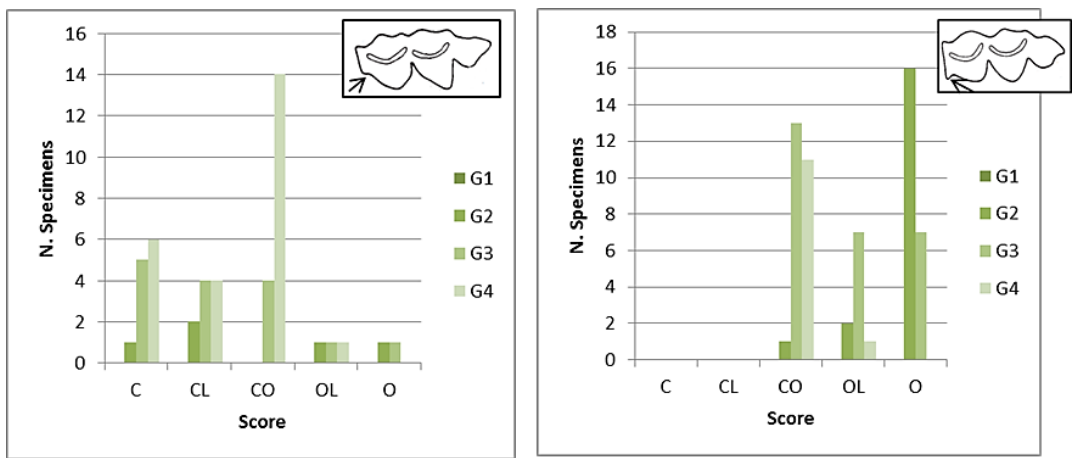 16
14
12
10
8
6
4
2
0
N. Specimens
C CL CO OL O
Score
G1
G2
G3
G4
18
16
14
12
10
8
6
4
2
0
N. Specimens
C CL CO OL O
Score
G1
G2
G3
G4